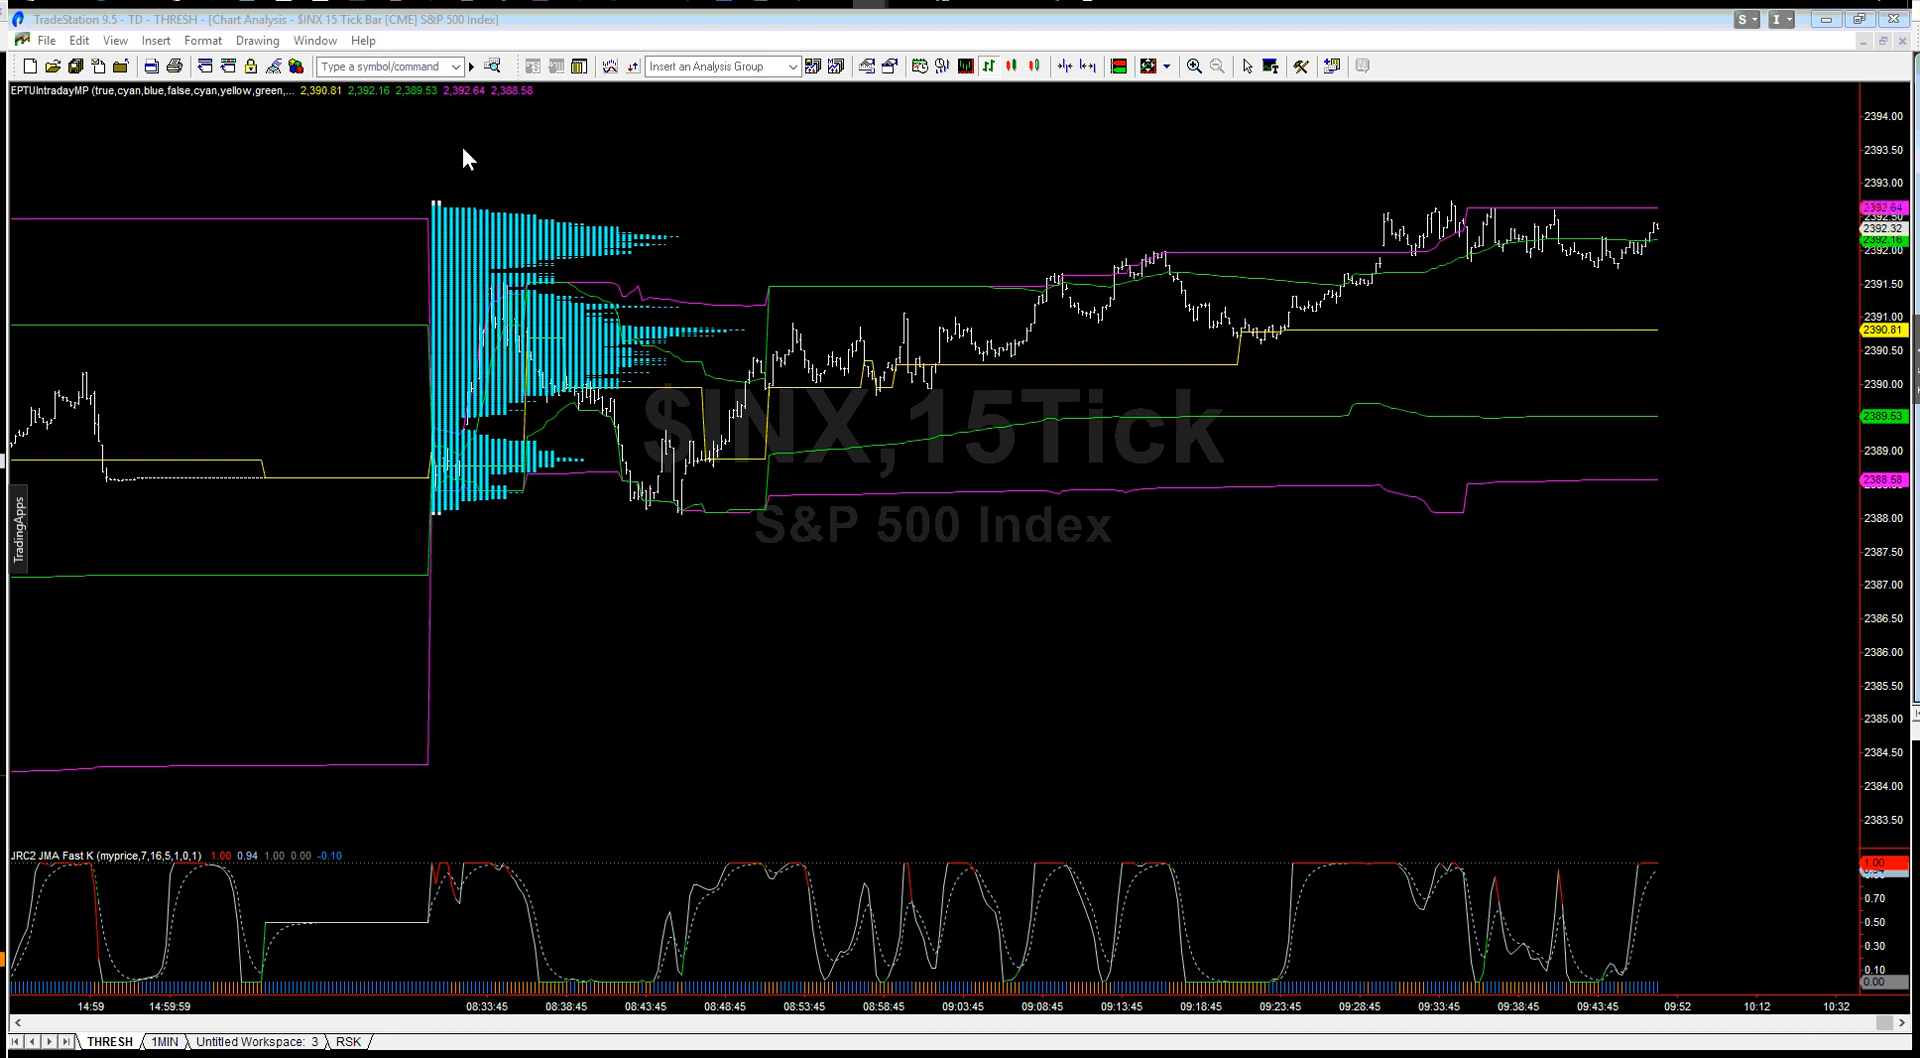 TradeStation 9.5 - TD - THRESH - [Chart Analysis - $INX 15 Tick Bar [CME] S&P 500 Index]
S
I
File Edit View Insert Format Drawing Window Help
Type a symbol/command
Insert an Analysis Group
EPTUIntradayMP (true,cyan,blue,false,cyan,yellow,green,... 2,390.81 2,392.16 2,389.53 2,392.64 2,388.58
2394.00
2393.50
2393.00
2392.64
2392.50
2392.32
2392.16
2392.00
2391.50
2391.00
2390.81
2390.50
2390.00
2389.53
2389.00
2388.58
2388.00
2387.50
2387.00
2386.50
2386.00
2385.50
2385.00
2384.50
2384.00
2383.50
$INX,15Tick
S&P 500 Index
TradingApps
JRC2 JMA Fast K (myprice,7,16,5,1,0,1) 1.00 0.94 1.00 0.00 -0.10
1.00
0.70
0.50
0.30
0.10
0.00
14:59 14:59:59 08:33:45 08:38:45 08:43:45 08:48:45 08:53:45 08:58:45 09:03:45 09:08:45 09:13:45 09:18:45 09:23:45 09:28:45 09:33:45 09:38:45 09:43:45 09:52 10:12 10:32
THRESH 1MIN Untitled Workspace: 3 RSK